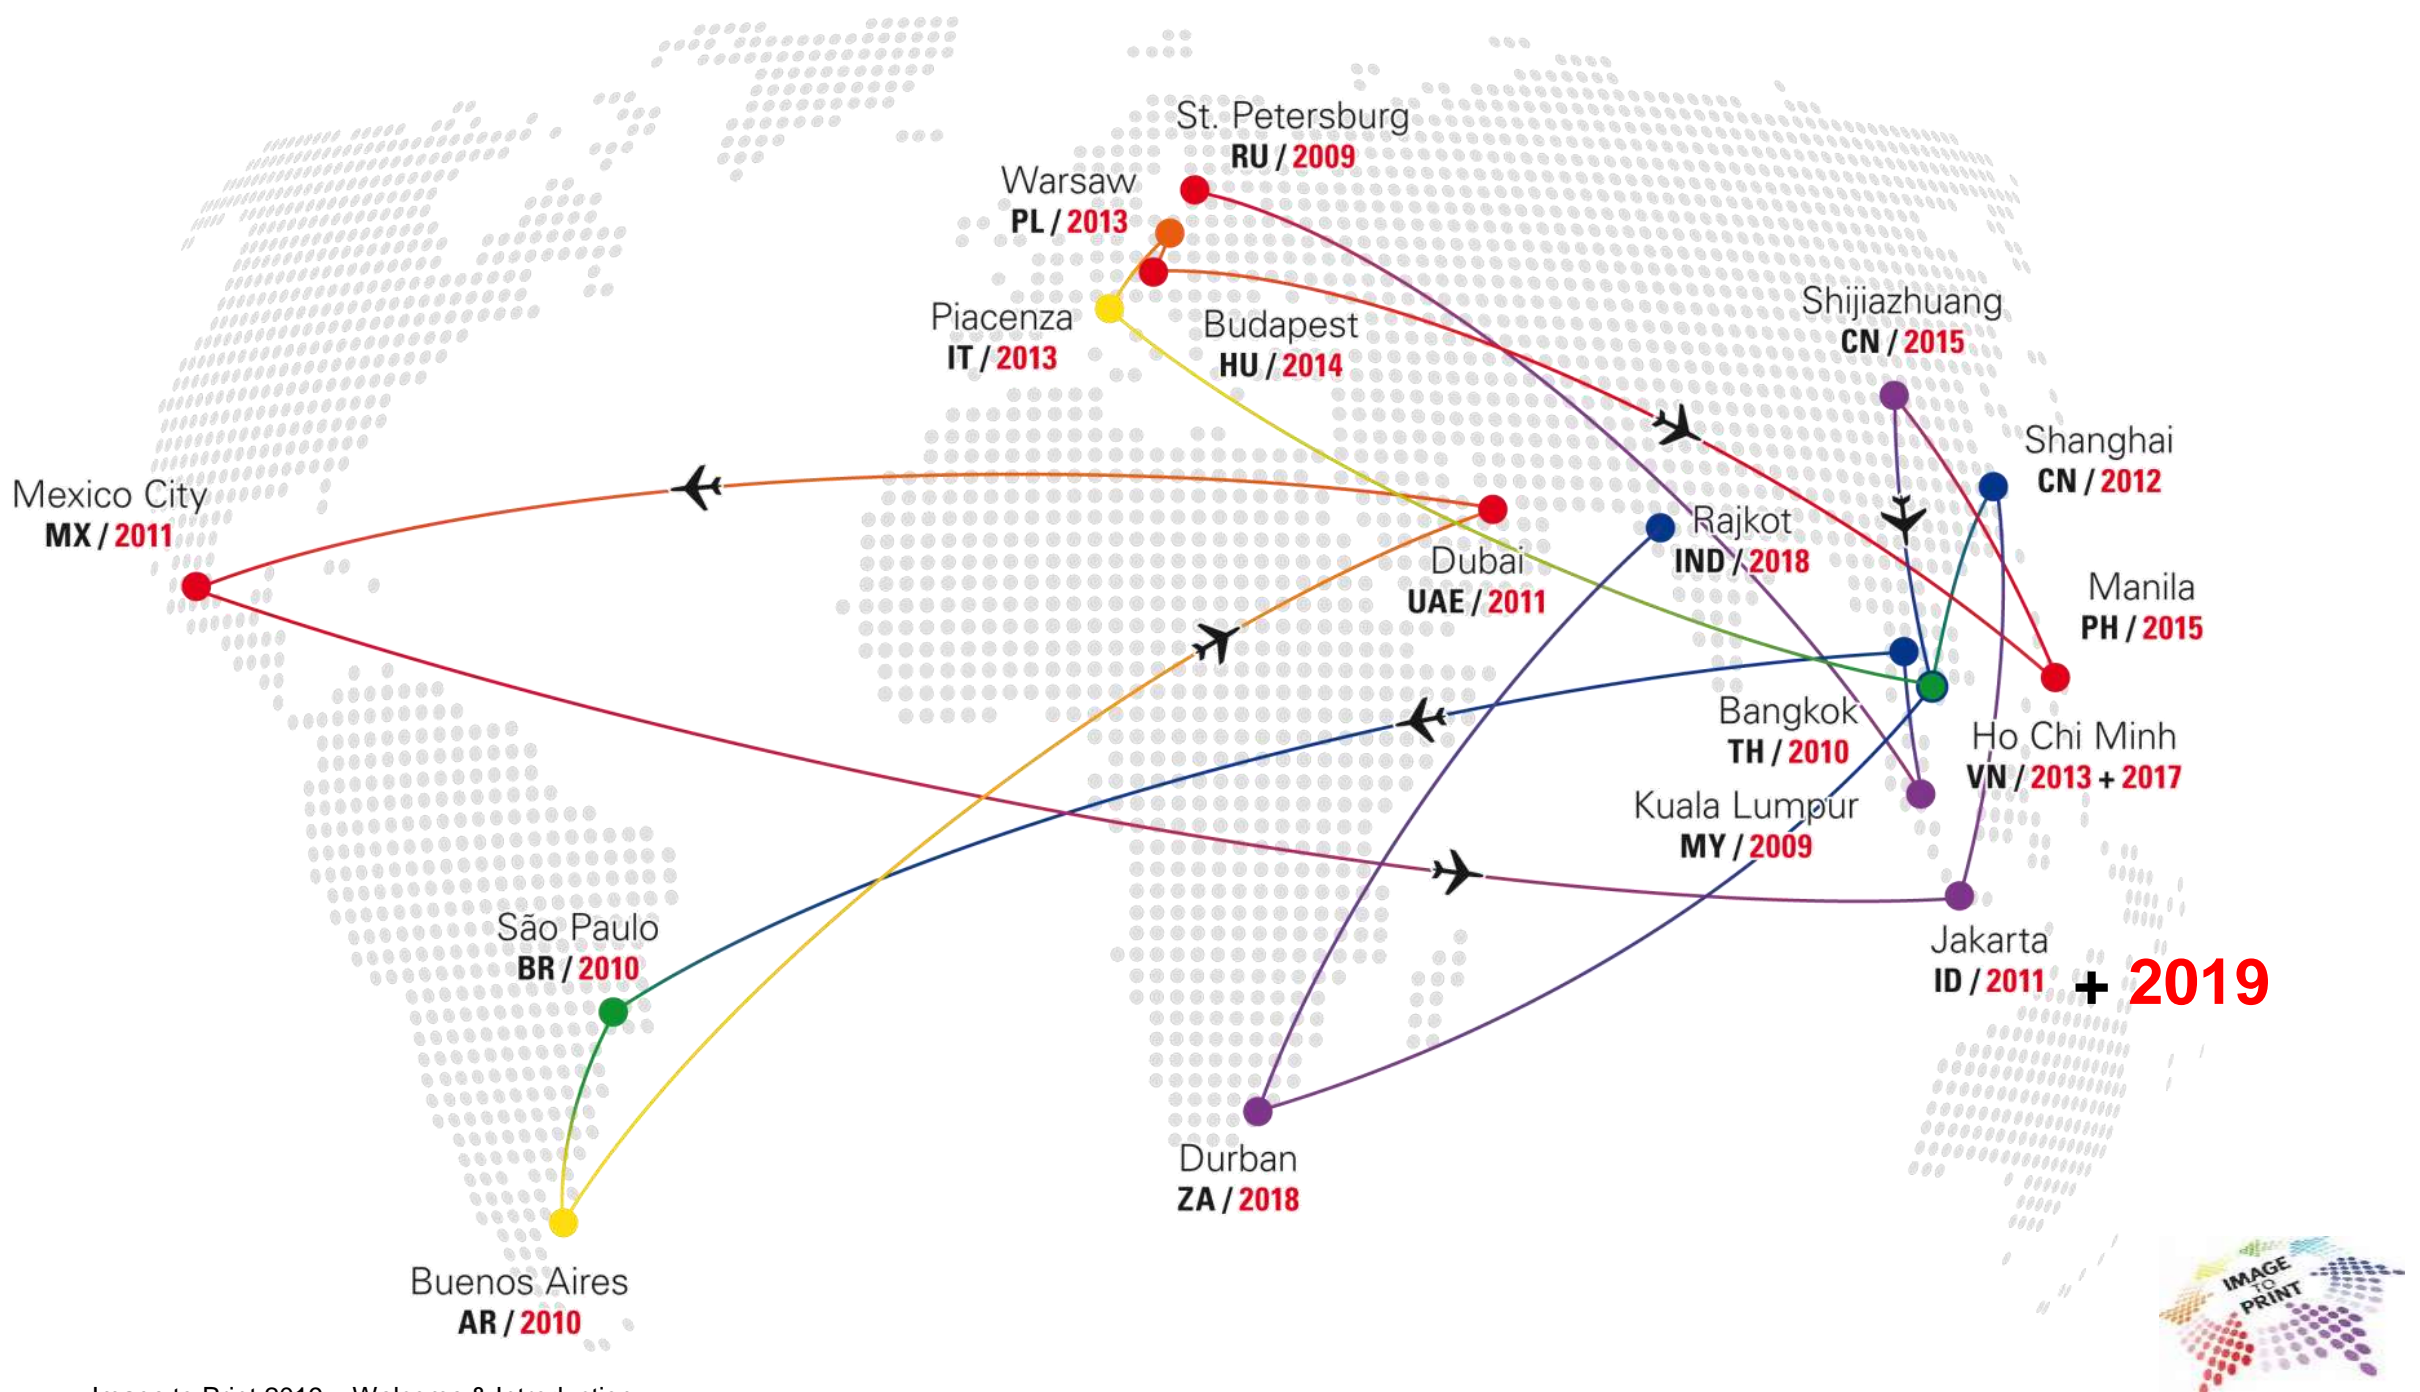 St. Petersburg
RU / 2009
Warsaw
PL / 2013
Piacenza
IT / 2013
Budapest
HU / 2014
Shijiazhuang
CN / 2015
Shanghai
CN / 2012
Mexico City
MX / 2011
Rajkot
IND / 2018
Dubai
UAE / 2011
Manila
PH / 2015
Bangkok
TH / 2010
Ho Chi Minh
VN / 2013 + 2017
Kuala Lumpur
MY / 2009
São Paulo
BR / 2010
Jakarta
ID / 2011 + 2019
Durban
ZA / 2018
Buenos Aires
AR / 2010
IMAGE
TO
PRINT